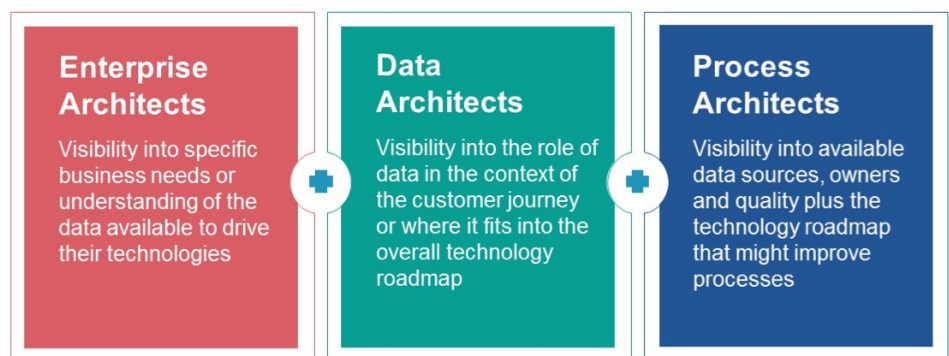 Enterprise
Architects
Visibility into specific
business needs or
understanding of the
data available to drive
their technologies
Data
Architects
Visibility into the role of
data in the context of
the customer journey
or where it fits into the
overall technology
roadmap
Process
Architects
Visibility into available
data sources, owners
and quality plus the
technology roadmap
that might improve
processes